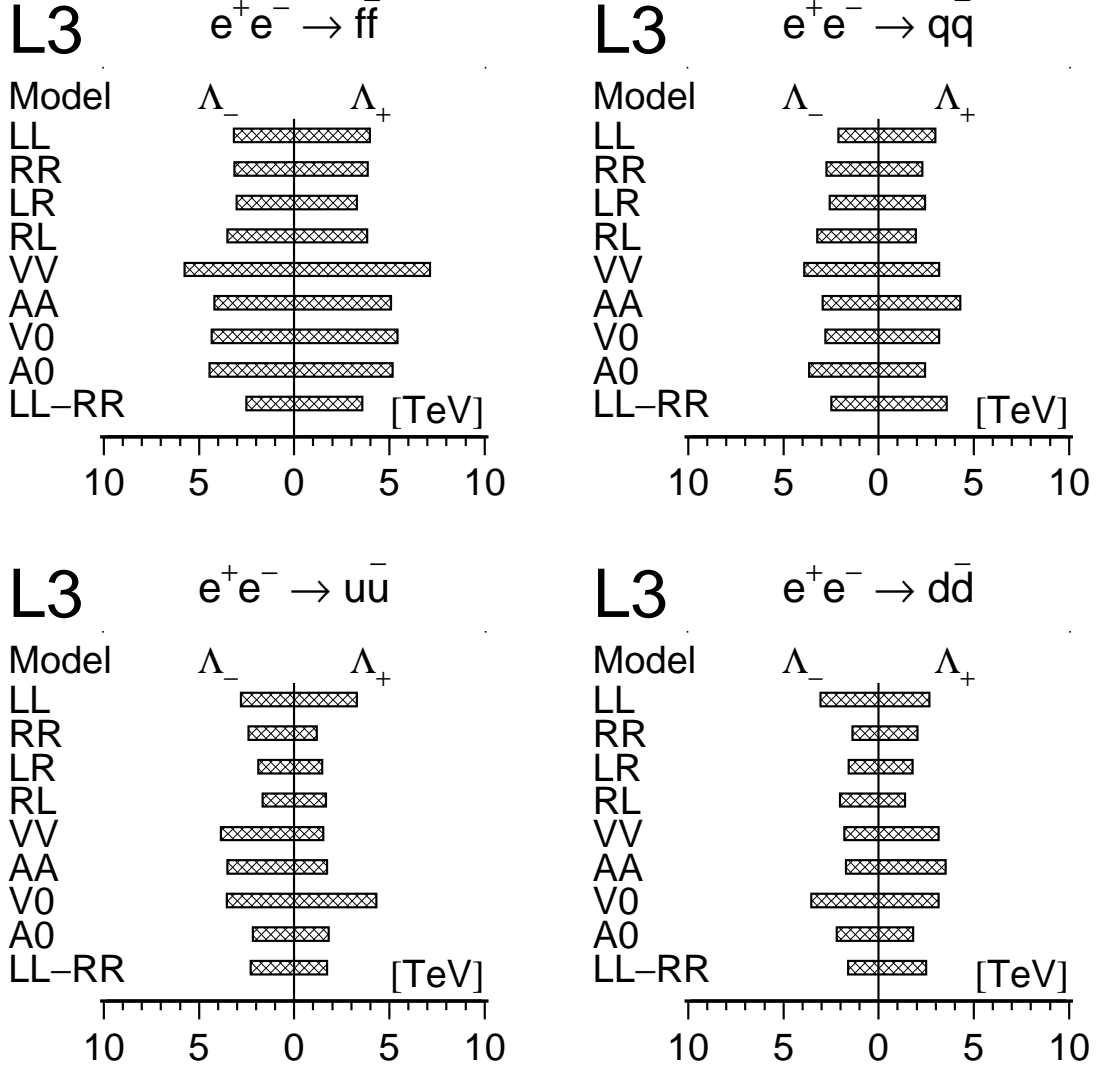 L3 e⁺e⁻ → ff̄
Model Λ₋ Λ₊
LL
RR
LR
RL
VV
AA
V0
A0
LL−RR [TeV]
10 5 0 5 10
L3 e⁺e⁻ → qq̄
Model Λ₋ Λ₊
LL
RR
LR
RL
VV
AA
V0
A0
LL−RR [TeV]
10 5 0 5 10
L3 e⁺e⁻ → uū
Model Λ₋ Λ₊
LL
RR
LR
RL
VV
AA
V0
A0
LL−RR [TeV]
10 5 0 5 10
L3 e⁺e⁻ → dd̄
Model Λ₋ Λ₊
LL
RR
LR
RL
VV
AA
V0
A0
LL−RR [TeV]
10 5 0 5 10